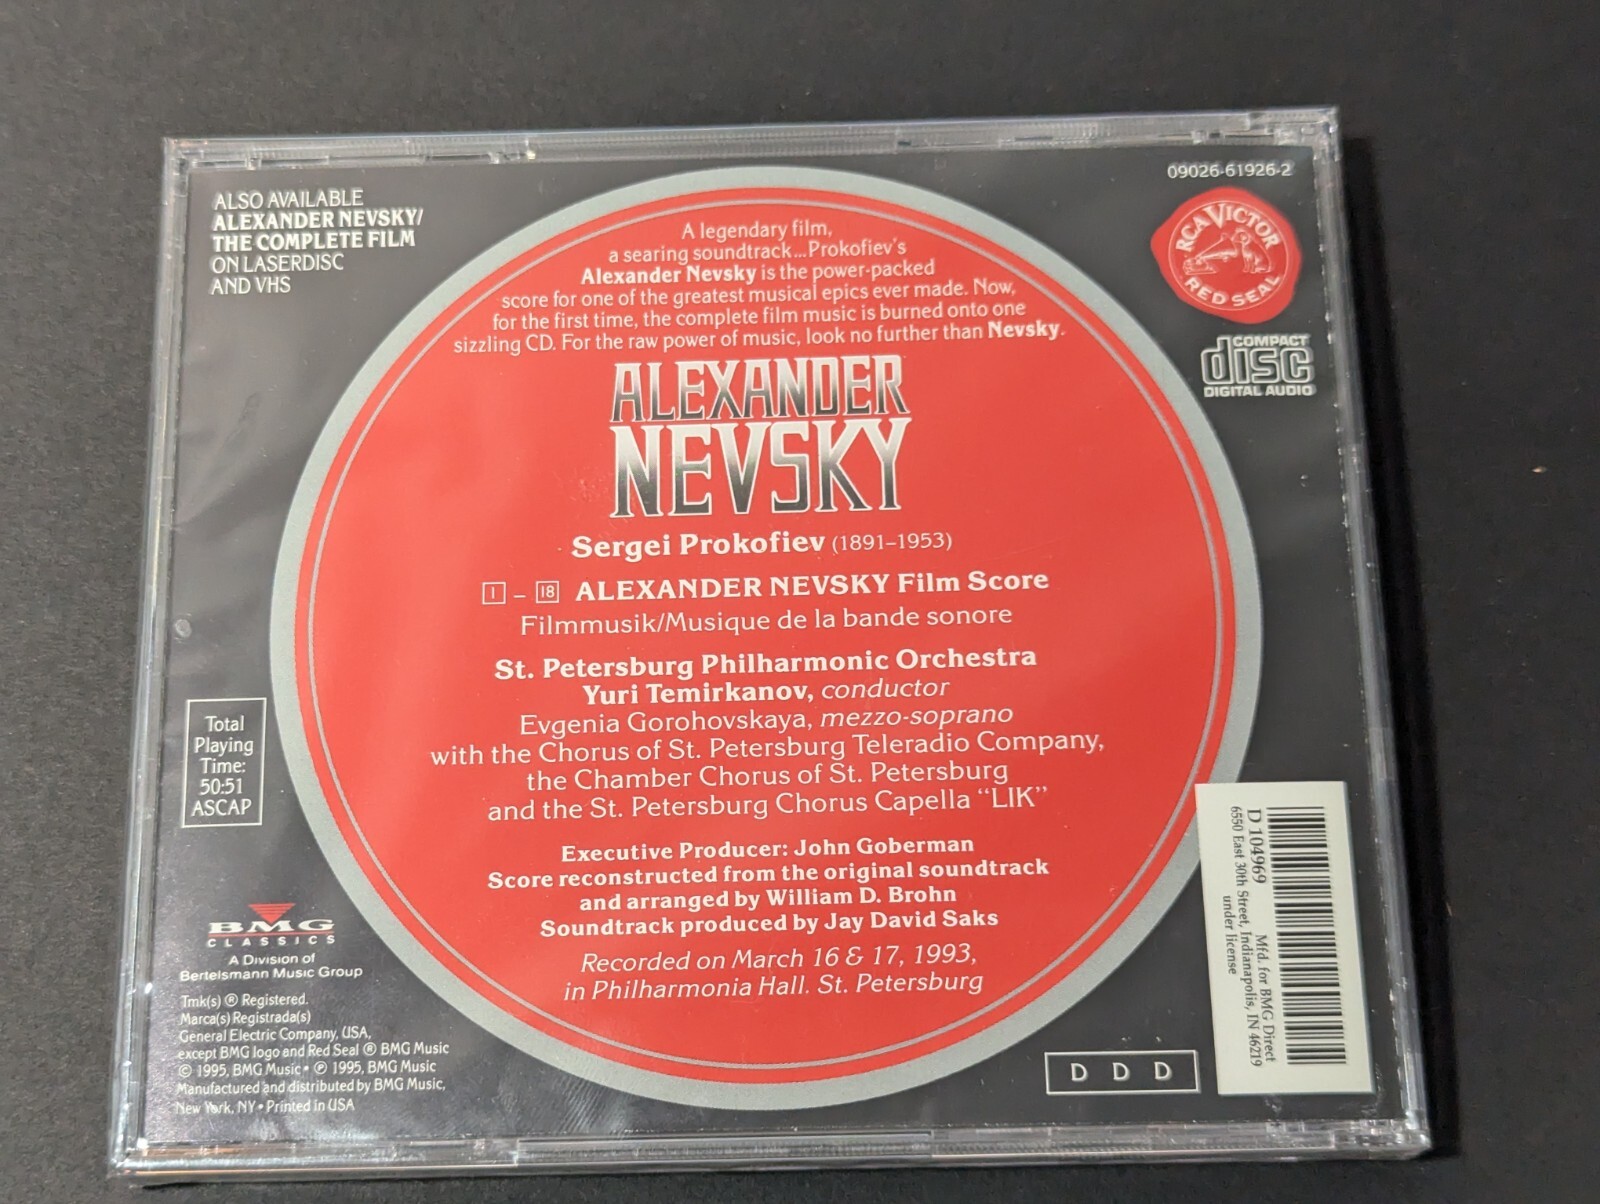 ALSO AVAILABLE
ALEXANDER NEVSKY/
THE COMPLETE FILM
ON LASERDISC
AND VHS
09026-61926-2
RCA VICTOR
RED SEAL
COMPACT
disc
DIGITAL AUDIO
A legendary film,
a searing soundtrack...Prokofiev's
Alexander Nevsky is the power-packed
score for one of the greatest musical epics ever made. Now,
for the first time, the complete film music is burned onto one
sizzling CD. For the raw power of music, look no further than Nevsky.
ALEXANDER
NEVSKY
Sergei Prokofiev (1891–1953)
1 – 18 ALEXANDER NEVSKY Film Score
Filmmusik/Musique de la bande sonore
St. Petersburg Philharmonic Orchestra
Yuri Temirkanov, conductor
Evgenia Gorohovskaya, mezzo-soprano
with the Chorus of St. Petersburg Teleradio Company,
the Chamber Chorus of St. Petersburg
and the St. Petersburg Chorus Capella “LIK”
Executive Producer: John Goberman
Score reconstructed from the original soundtrack
and arranged by William D. Brohn
Soundtrack produced by Jay David Saks
Recorded on March 16 & 17, 1993,
in Philharmonia Hall. St. Petersburg
Total
Playing
Time:
50:51
ASCAP
BMG
CLASSICS
A Division of
Bertelsmann Music Group
Tmk(s) ® Registered.
Marca(s) Registrada(s)
General Electric Company, USA,
except BMG logo and Red Seal ® BMG Music
© 1995, BMG Music • ℗ 1995, BMG Music
Manufactured and distributed by BMG Music,
New York, NY • Printed in USA
D D D
D 104969 Mfd. for BMG Direct
6550 East 30th Street, Indianapolis, IN 46219
under license